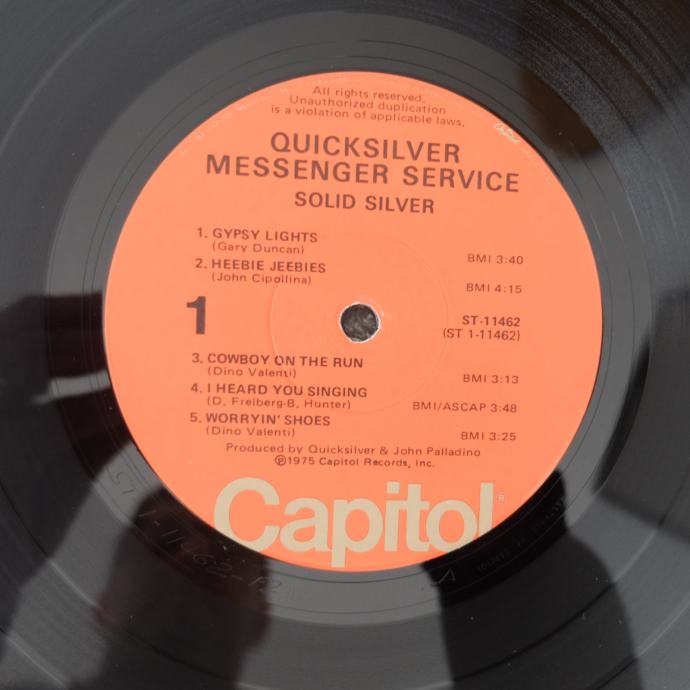 All rights reserved.
Unauthorized duplication
is a violation of applicable laws.
Capitol
QUICKSILVER
MESSENGER SERVICE
SOLID SILVER
1. GYPSY LIGHTS
(Gary Duncan)
BMI 3:40
2. HEEBIE JEEBIES
(John Cipollina)
BMI 4:15
1
ST-11462
(ST 1-11462)
3. COWBOY ON THE RUN
(Dino Valenti)
BMI 3:13
4. I HEARD YOU SINGING
(D. Freiberg-B. Hunter)
BMI/ASCAP 3:48
5. WORRYIN' SHOES
(Dino Valenti)
BMI 3:25
Produced by Quicksilver & John Palladino
℗1975 Capitol Records, Inc.
Capitol®